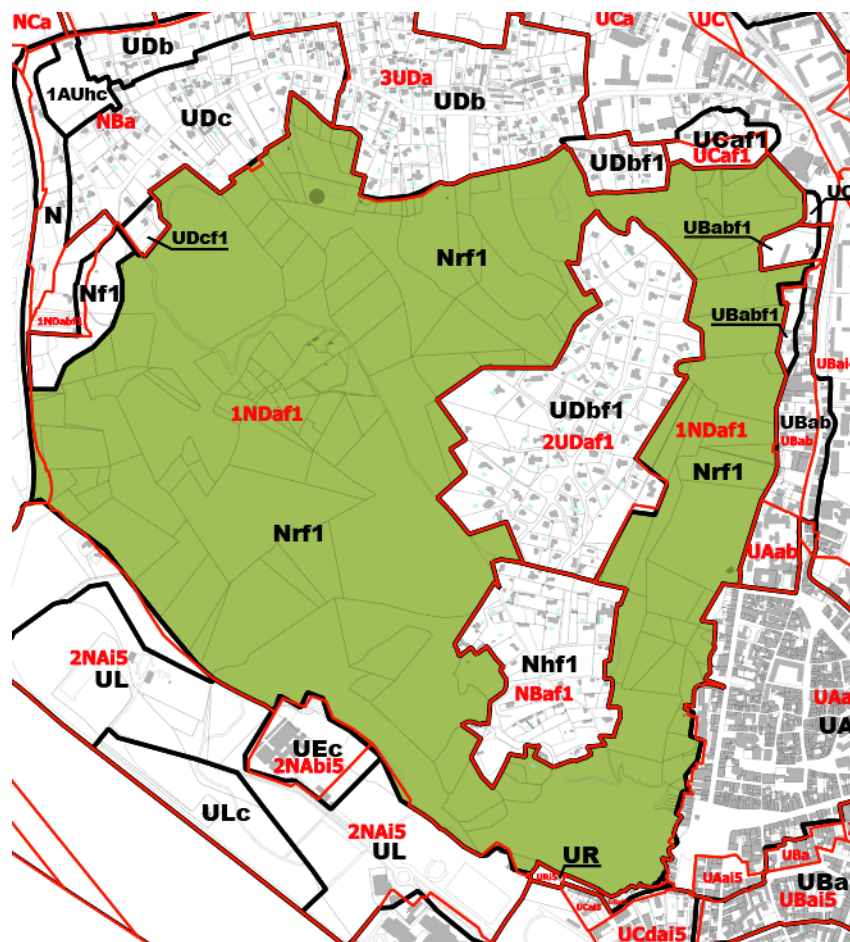 NCa
UDb
UCa
UC
1AUhc
3UDa
UDb
NBa
UDc
UCaf1
UCaf1
UDbf1
N
UDcf1
UBabf1
Nrf1
Nf1
1NDabf1
UBabf1
UDbf1
1NDaf1
2UDaf1
1NDaf1
UBab
UBab
Nrf1
Nrf1
UAab
2NAi5
UL
Nhf1
NBaf1
UEc
2NAbi5
ULc
2NAi5
UL
UR
URi5
UBa
UAai5
UBa
UBai5
UCai5
UCdai5